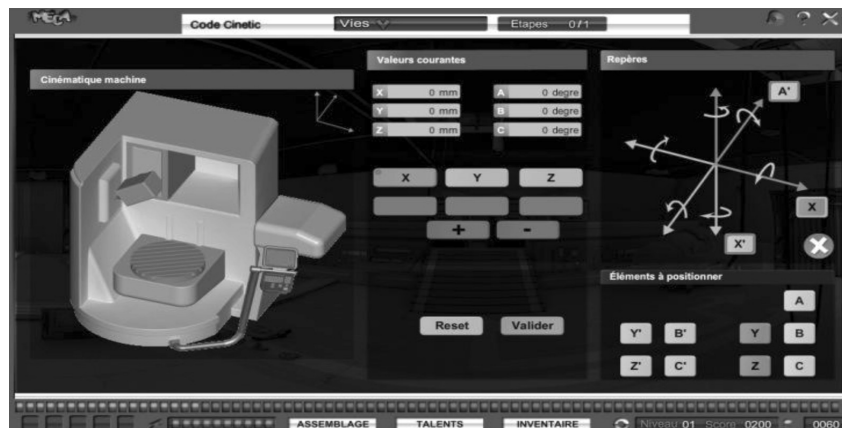 MECA
Code Cinetic
Vies
Etapes 0/1
? X
Cinématique machine
Valeurs courantes
X 0 mm A 0 degre
Y 0 mm B 0 degre
Z 0 mm C 0 degre
X Y Z
+ -
Reset Valider
Repères
A'
X
X'
Éléments à positionner
A
Y' B' Y B
Z' C' Z C
ASSEMBLAGE TALENTS INVENTAIRE Niveau 01 Score 0200 0060